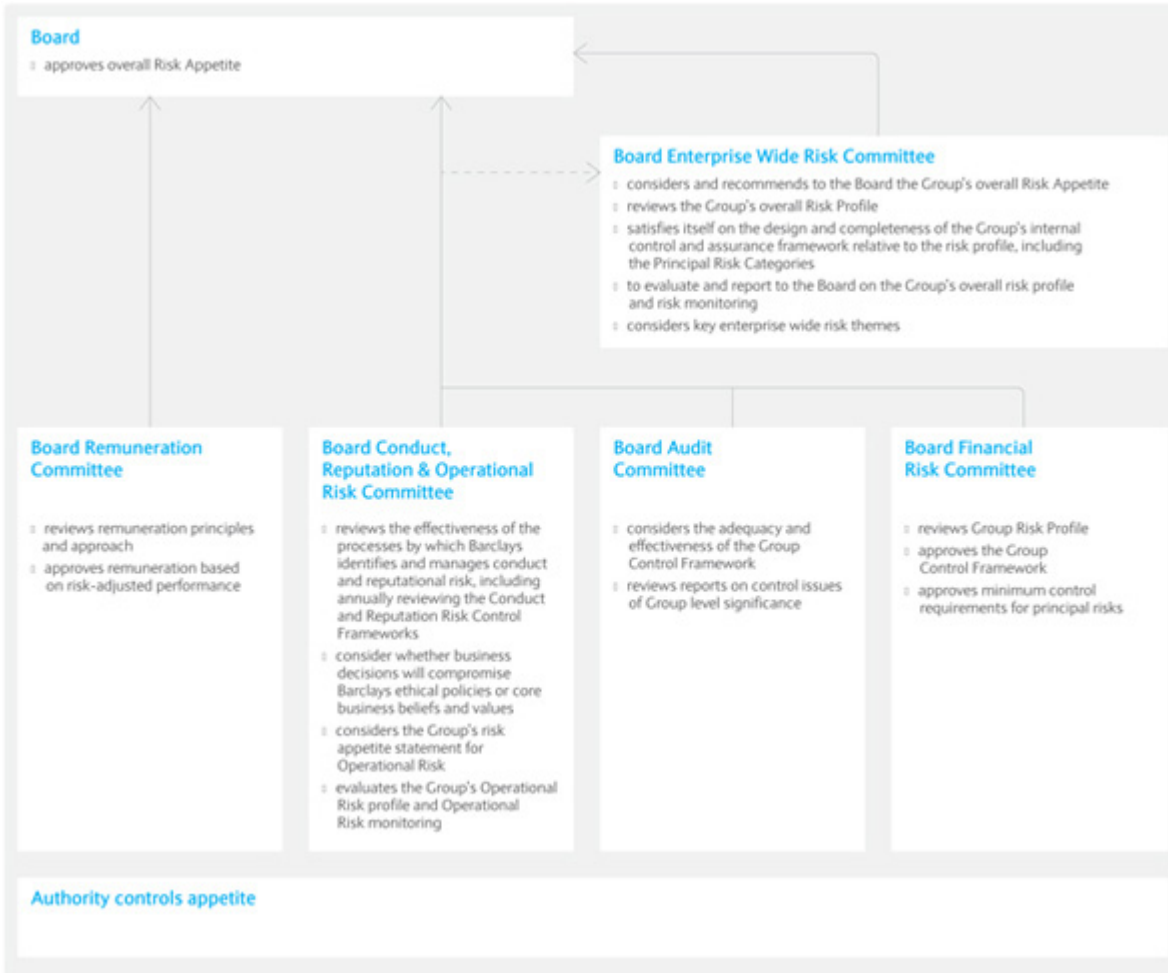 Board
approves overall Risk Appetite
Board Enterprise Wide Risk Committee
considers and recommends to the Board the Group's overall Risk Appetite
reviews the Group's overall Risk Profile
satisfies itself on the design and completeness of the Group's internal
control and assurance framework relative to the risk profile, including
the Principal Risk Categories
to evaluate and report to the Board on the Group's overall risk profile
and risk monitoring
considers key enterprise wide risk themes
Board Remuneration
Committee
reviews remuneration principles
and approach
approves remuneration based
on risk-adjusted performance
Board Conduct,
Reputation & Operational
Risk Committee
reviews the effectiveness of the
processes by which Barclays
identifies and manages conduct
and reputational risk, including
annually reviewing the Conduct
and Reputation Risk Control
Frameworks
consider whether business
decisions will compromise
Barclays ethical policies or core
business beliefs and values
considers the Group's risk
appetite statement for
Operational Risk
evaluates the Group's Operational
Risk profile and Operational
Risk monitoring
Board Audit
Committee
considers the adequacy and
effectiveness of the Group
Control Framework
reviews reports on control issues
of Group level significance
Board Financial
Risk Committee
reviews Group Risk Profile
approves the Group
Control Framework
approves minimum control
requirements for principal risks
Authority controls appetite